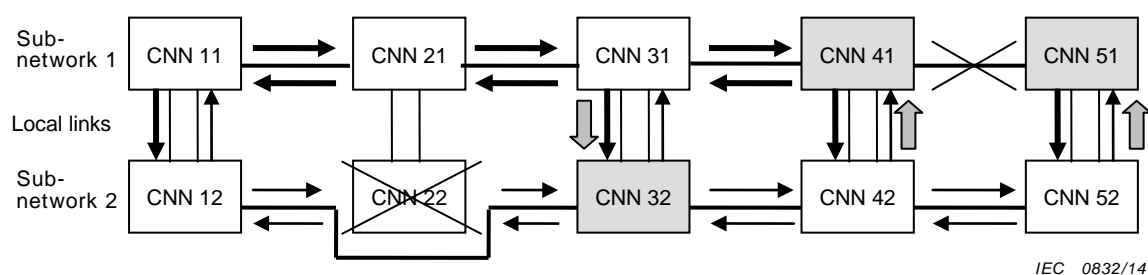 Sub-
network 1
CNN 11
CNN 21
CNN 31
CNN 41
CNN 51
Local links
Sub-
network 2
CNN 12
CNN 22
CNN 32
CNN 42
CNN 52
IEC 0832/14